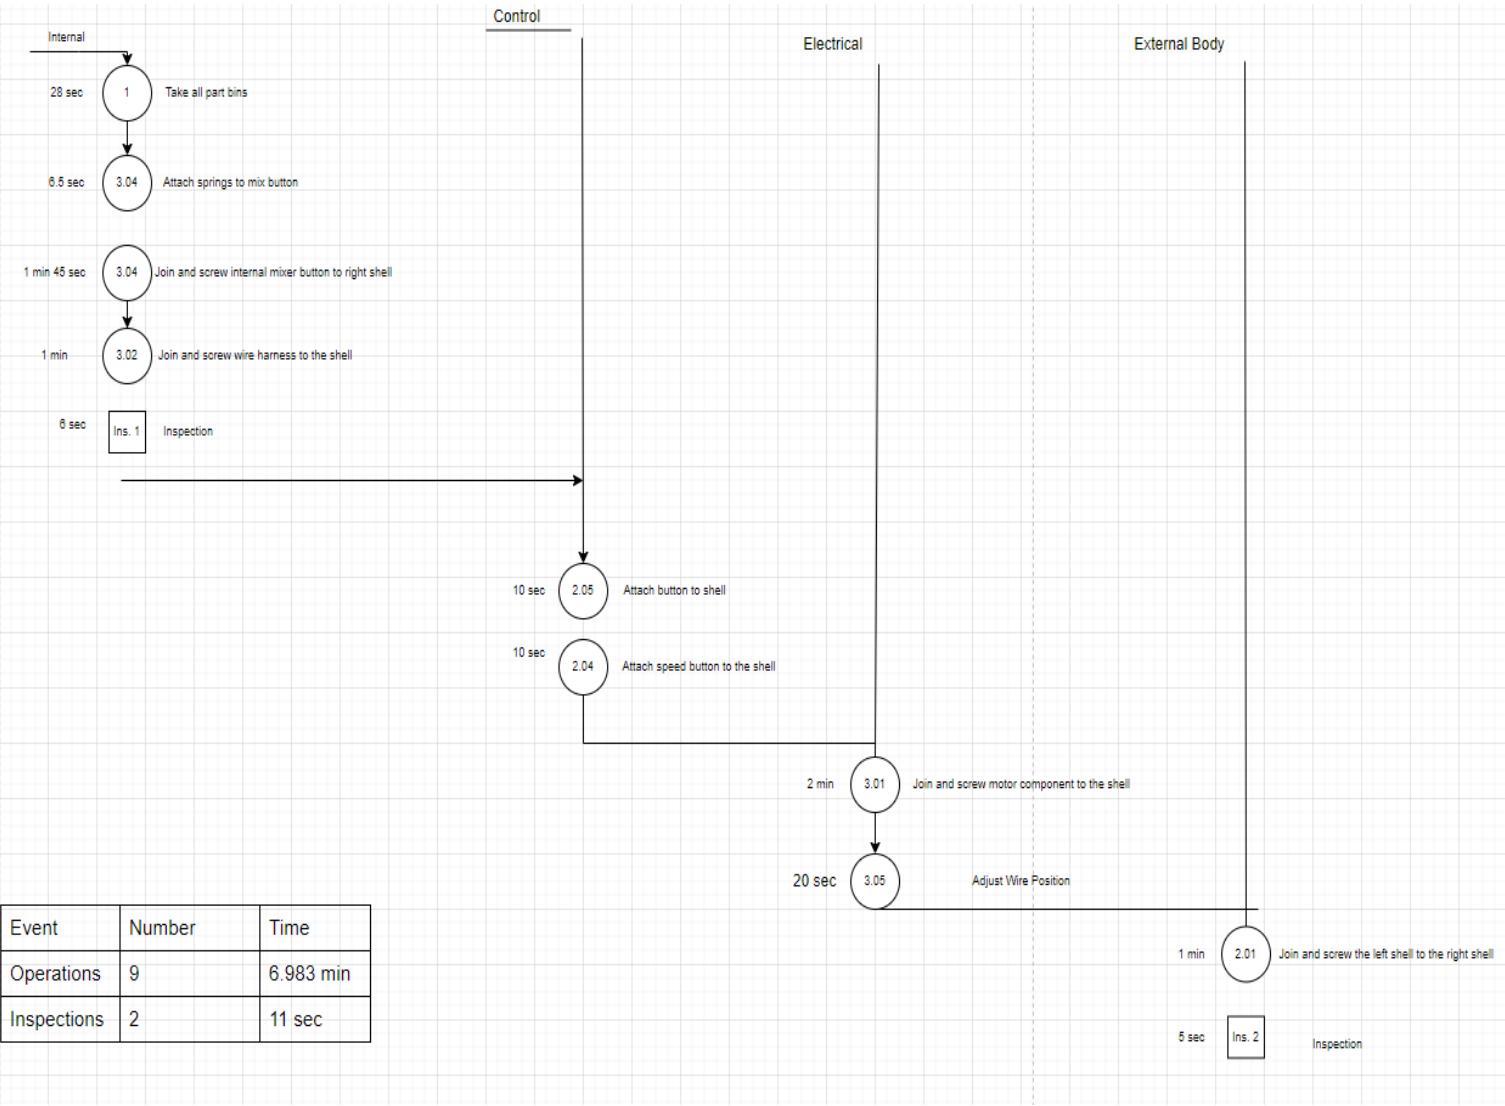 Control
Internal
Electrical
External Body
28 sec
1
Take all part bins
6.5 sec
3.04
Attach springs to mix button
1 min 45 sec
3.04
Join and screw internal mixer button to right shell
1 min
3.02
Join and screw wire harness to the shell
6 sec
Ins. 1
Inspection
10 sec
2.05
Attach button to shell
10 sec
2.04
Attach speed button to the shell
2 min
3.01
Join and screw motor component to the shell
20 sec
3.05
Adjust Wire Position
Event Number Time
Operations 9 6.983 min
Inspections 2 11 sec
1 min
2.01
Join and screw the left shell to the right shell
5 sec
Ins. 2
Inspection